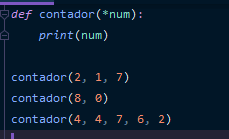 def contador(*num):
    print(num)
contador(2, 1, 7)
contador(8, 0)
contador(4, 4, 7, 6, 2)